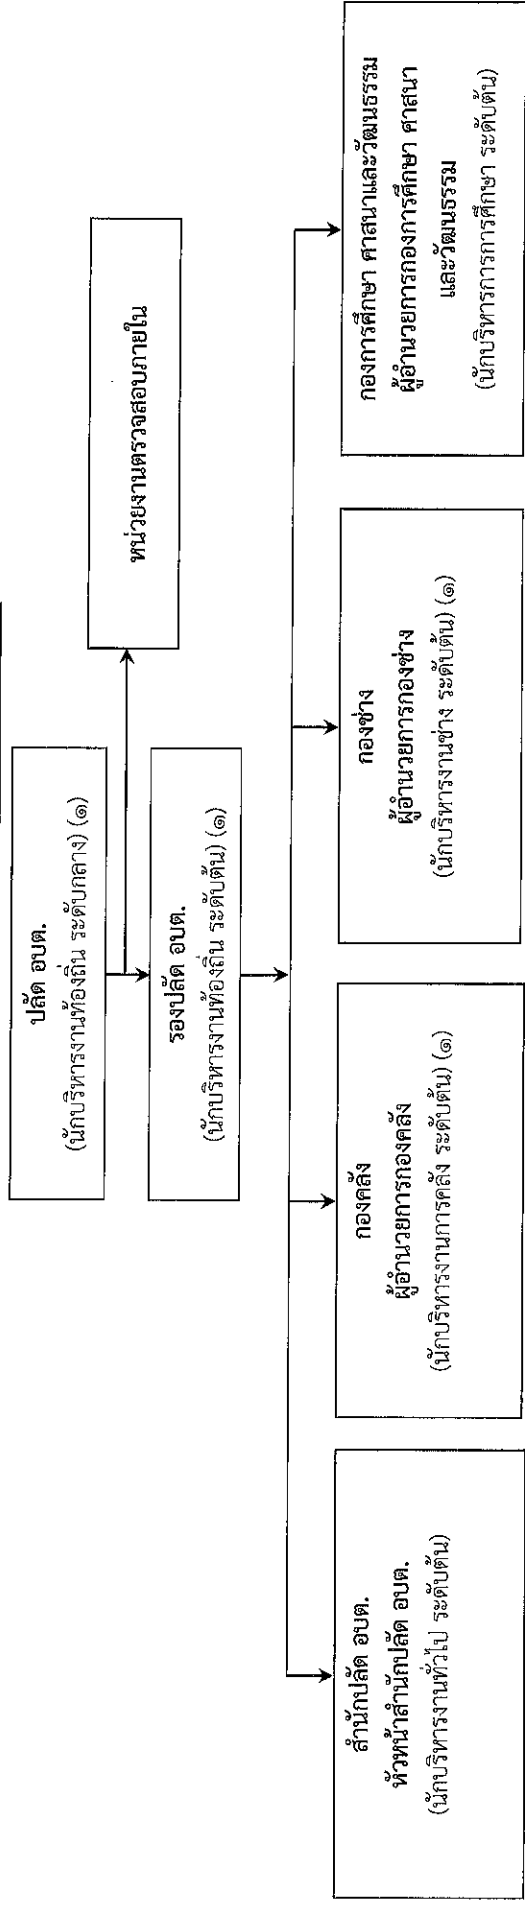 ปลัด อบต.
(นักบริหารงานท้องถิ่น ระดับกลาง) (๑)
หน่วยงานตรวจสอบภายใน
รองปลัด อบต.
(นักบริหารงานท้องถิ่น ระดับต้น) (๑)
สำนักปลัด อบต.
หัวหน้าสำนักปลัด อบต.
(นักบริหารงานทั่วไป ระดับต้น)
กองคลัง
ผู้อำนวยการกองคลัง
(นักบริหารงานการคลัง ระดับต้น) (๑)
กองช่าง
ผู้อำนวยการกองช่าง
(นักบริหารงานช่าง ระดับต้น) (๑)
กองการศึกษา ศาสนาและวัฒนธรรม
ผู้อำนวยการกองการศึกษา ศาสนา
และวัฒนธรรม
(นักบริหารการการศึกษา ระดับต้น)